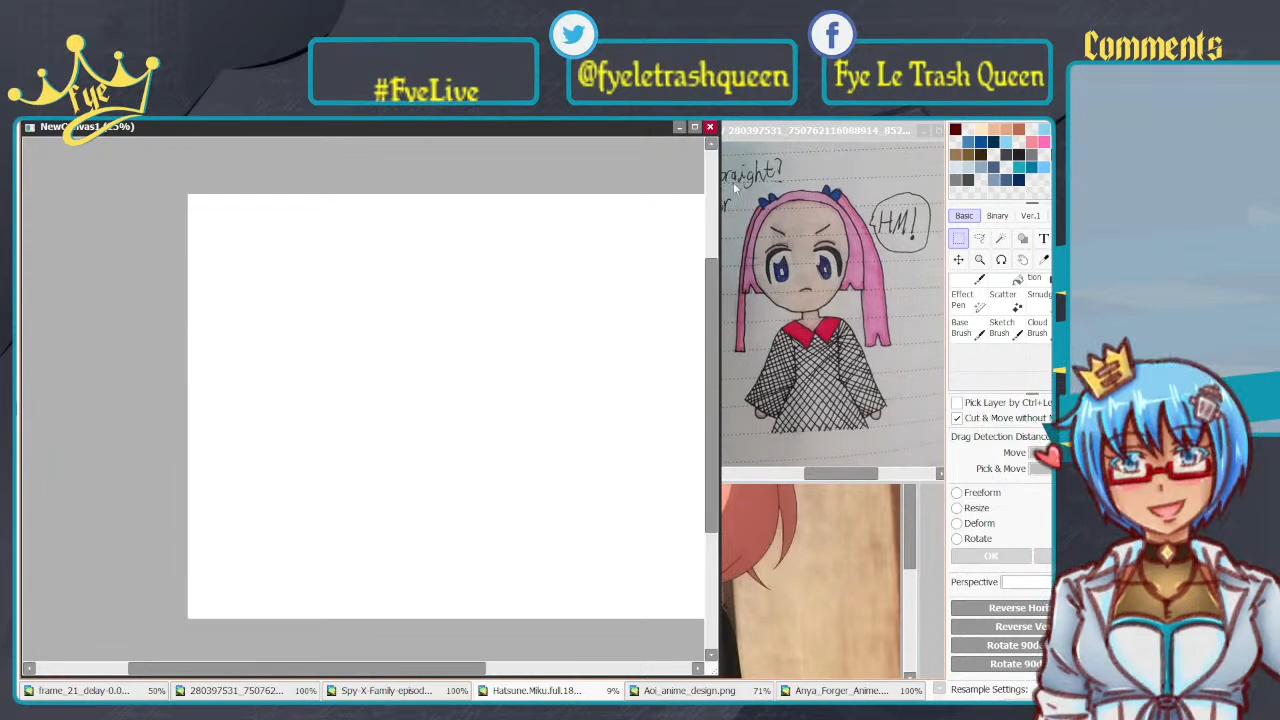 fye
#FyeLive
@fyeletrashqueen
Fye Le Trash Queen
Comments
NewCanvas1 (25%)
280397531_750762116088914_852...
HM!
Basic
Binary
Ver.1
T
Effect Pen
Scatter
Smudg
Base Brush
Sketch Brush
Cloud Brush
Pick Layer by Ctrl+Le
Cut & Move without
Drag Detection Distance
Move
Pick & Move
Freeform
Resize
Deform
Rotate
OK
Perspective
Reverse Hori
Reverse Ve
Rotate 90d
Rotate 90
Resample Settings:
frame_21_delay-0.0... 50%
280397531_750762... 100%
Spy-X-Family-episod... 100%
Hatsune.Miku.full.18... 9%
Aoi_anime_design.png 71%
Anya_Forger_Anime.... 100%